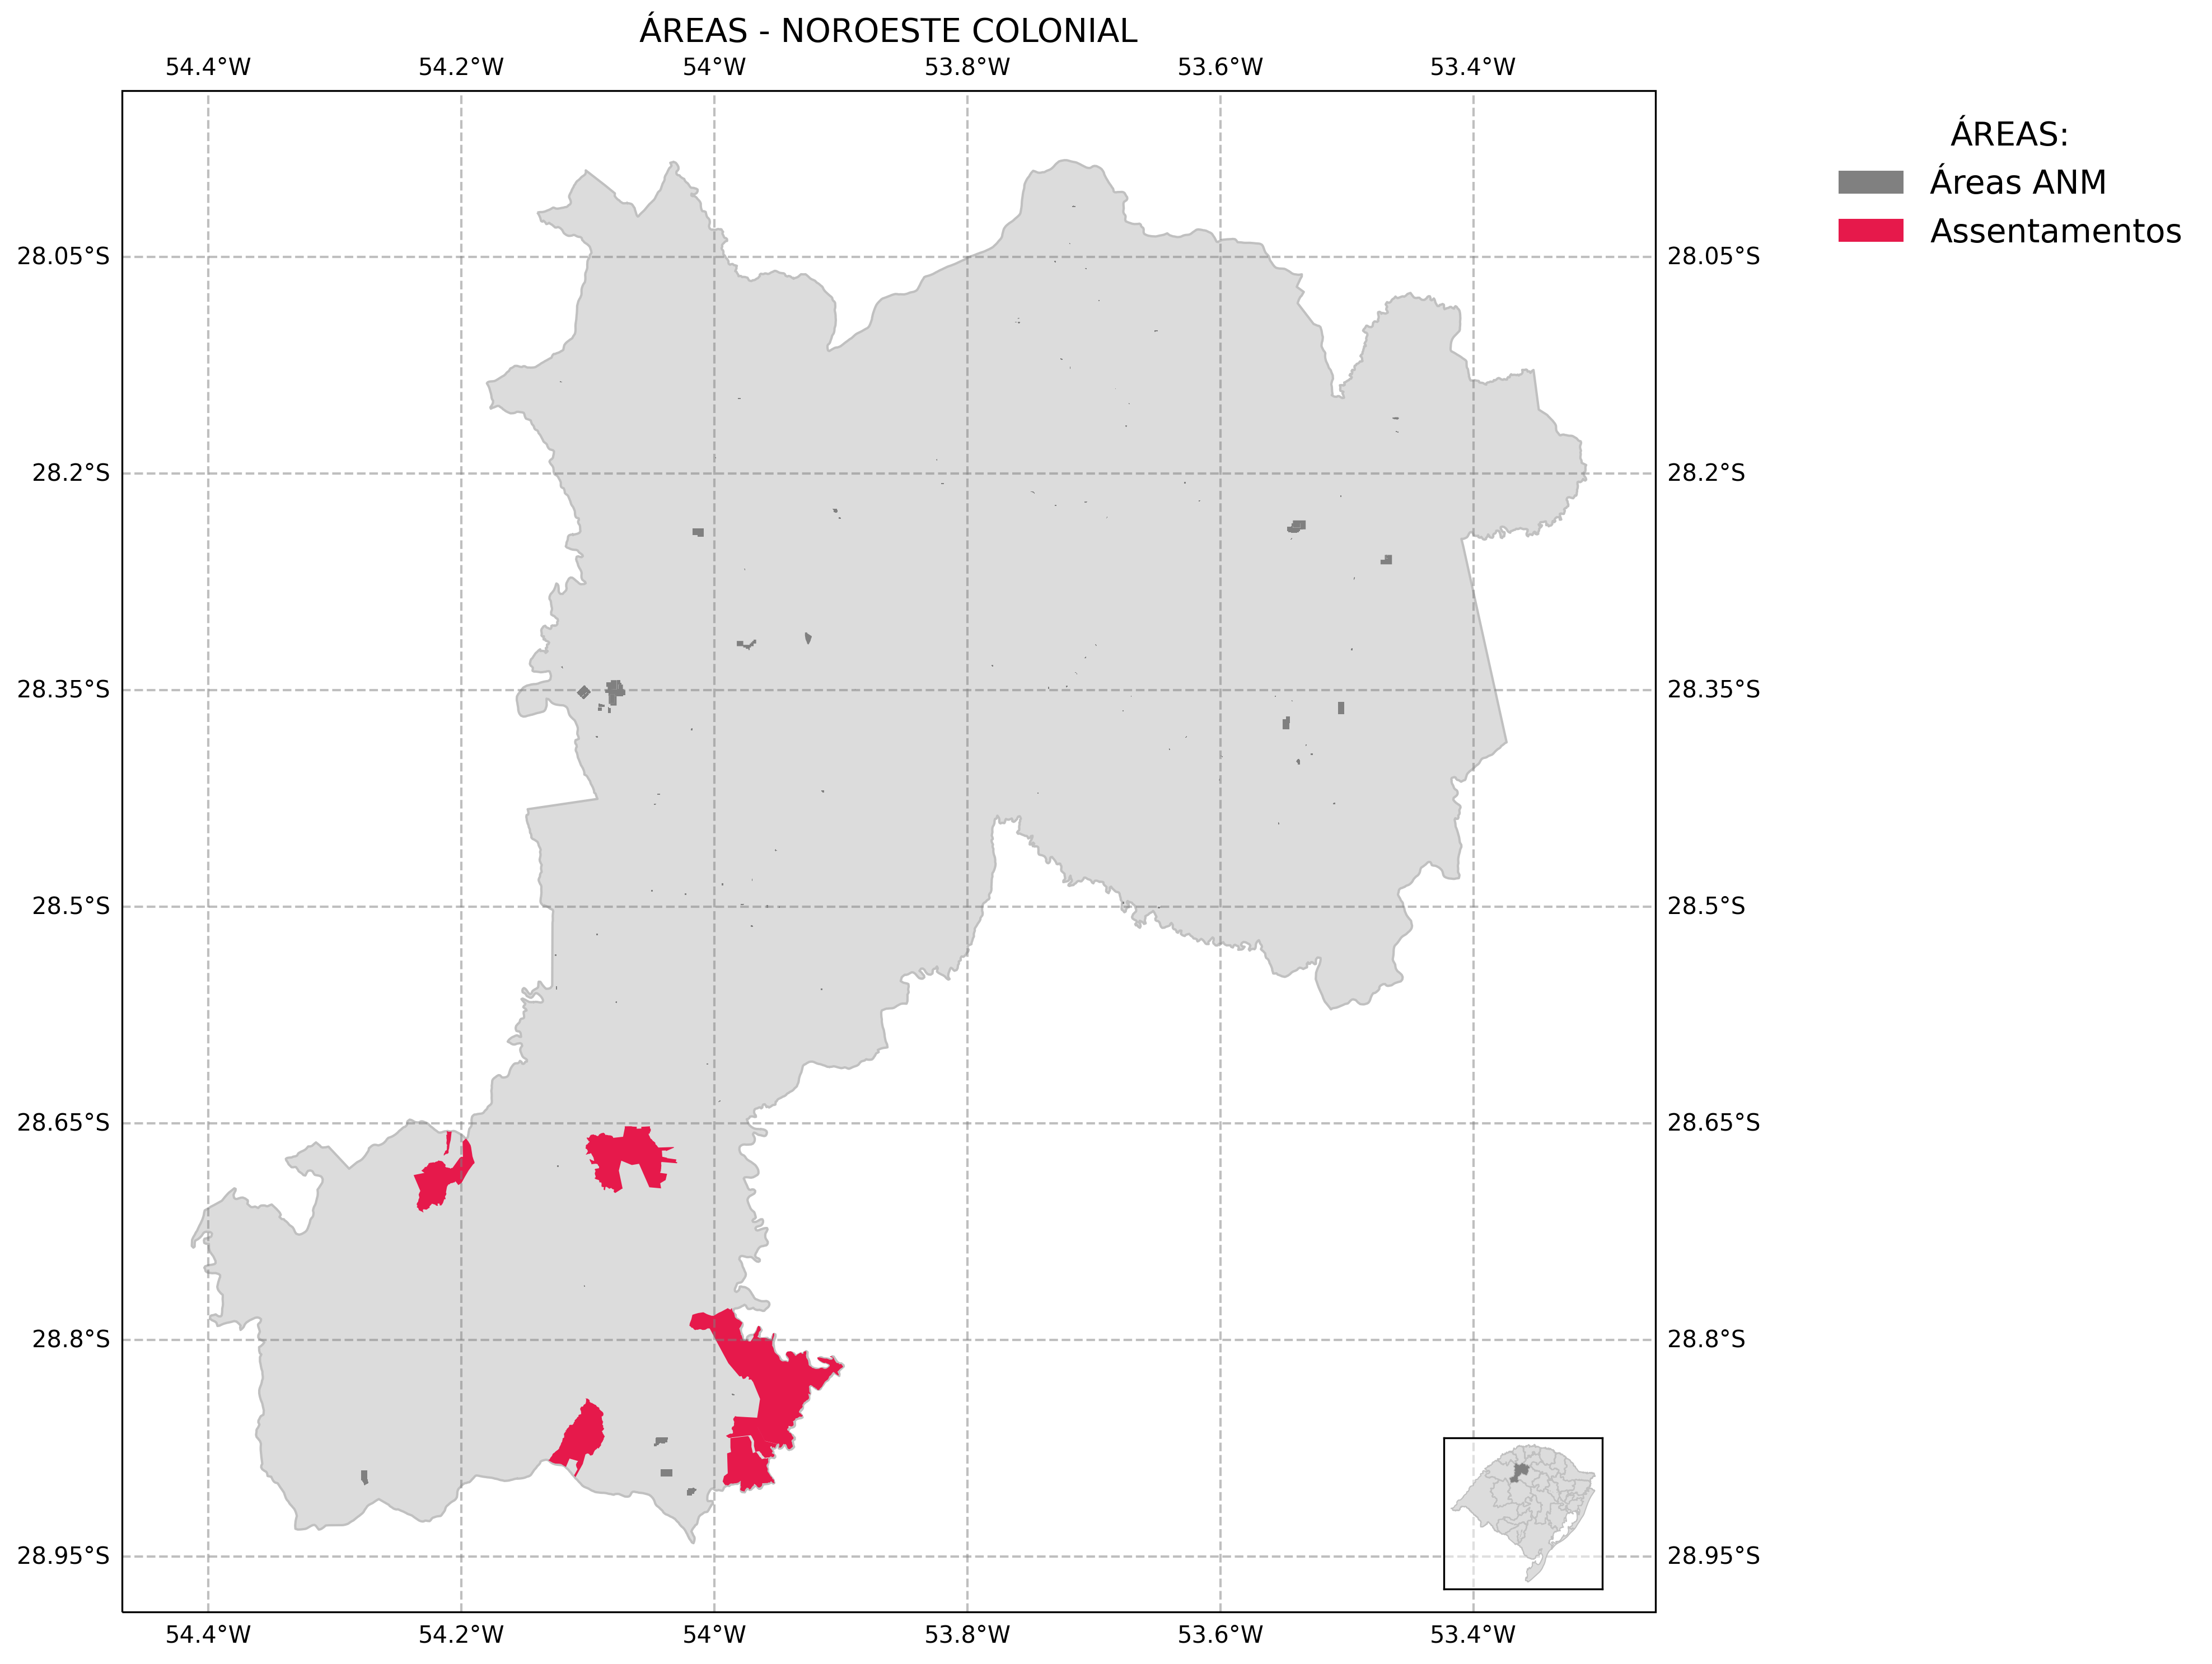 ÁREAS - NOROESTE COLONIAL
54.4°W 54.2°W 54°W 53.8°W 53.6°W 53.4°W
ÁREAS:
Áreas ANM
Assentamentos
28.05°S 28.05°S
28.2°S 28.2°S
28.35°S 28.35°S
28.5°S 28.5°S
28.65°S 28.65°S
28.8°S 28.8°S
28.95°S 28.95°S
54.4°W 54.2°W 54°W 53.8°W 53.6°W 53.4°W